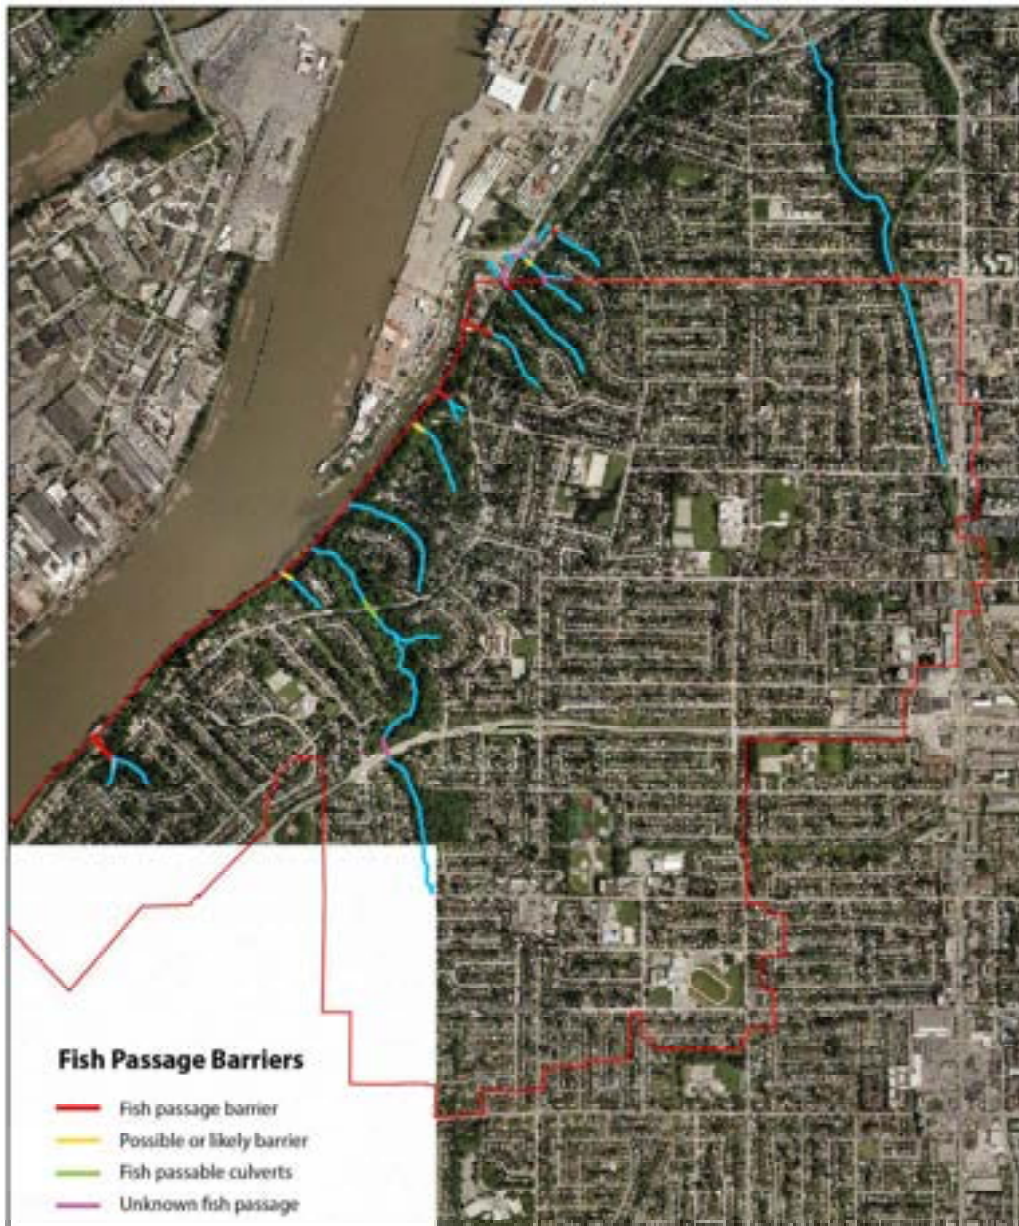 Fish Passage Barriers
Fish passage barrier
Possible or likely barrier
Fish passable culverts
Unknown fish passage